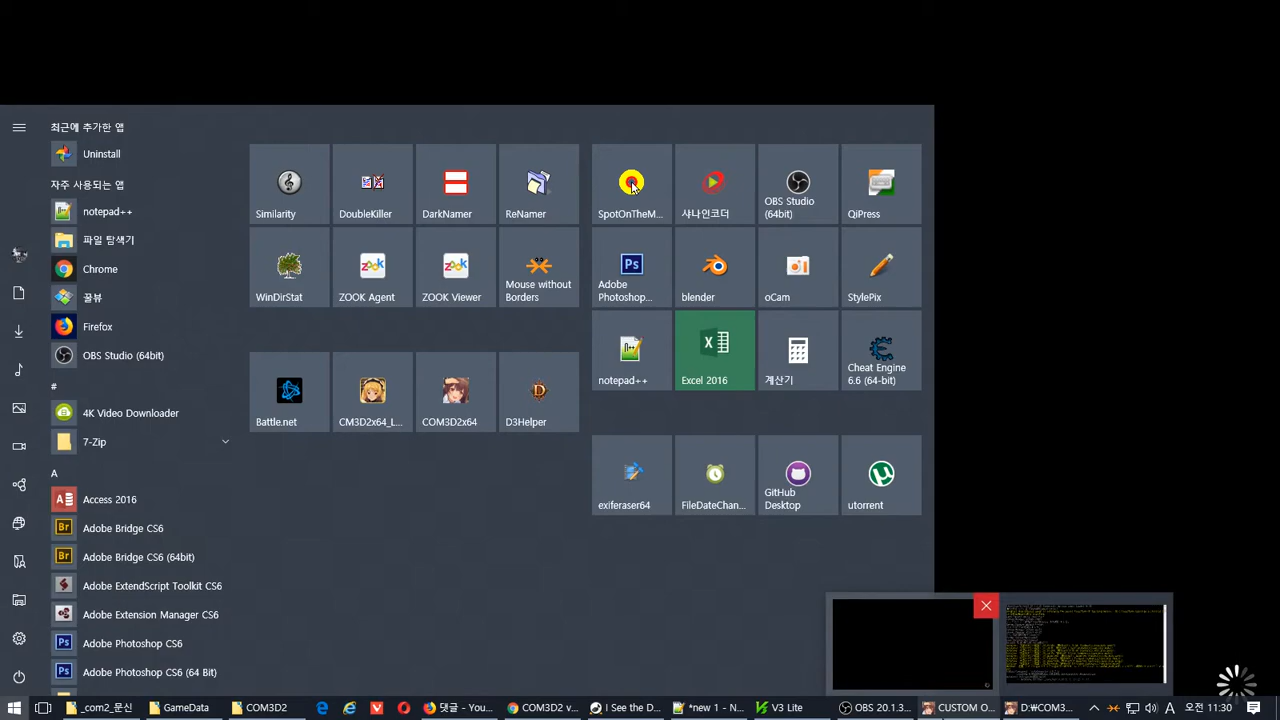 최근에 추가한 앱
Uninstall
자주 사용되는 앱
notepad++
파일 탐색기
Chrome
꿀뷰
Firefox
OBS Studio (64bit)
#
4K Video Downloader
7-Zip
A
Access 2016
Adobe Bridge CS6
Adobe Bridge CS6 (64bit)
Adobe ExtendScript Toolkit CS6
Adobe Extension Manager CS6
Adobe Photoshop CS6
Adobe Photoshop CS6 (64 Bit)
Similarity
DoubleKiller
DarkNamer
ReNamer
WinDirStat
ZOOK Agent
ZOOK Viewer
Mouse without
Borders
Battle.net
CM3D2x64_L...
COM3D2x64
D3Helper
SpotOnTheM...
샤나인코더
OBS Studio
(64bit)
QiPress
Adobe
Photoshop...
blender
oCam
StylePix
notepad++
Excel 2016
계산기
Cheat Engine
6.6 (64-bit)
exiferaser64
FileDateChan...
GitHub
Desktop
utorrent
_com2_문신
GameData
COM3D2
댓글 - You...
COM3D2 v...
I See the D...
*new 1 - N...
V3 Lite
OBS 20.1.3...
CUSTOM O...
D:₩COM3...
A
오전 11:30